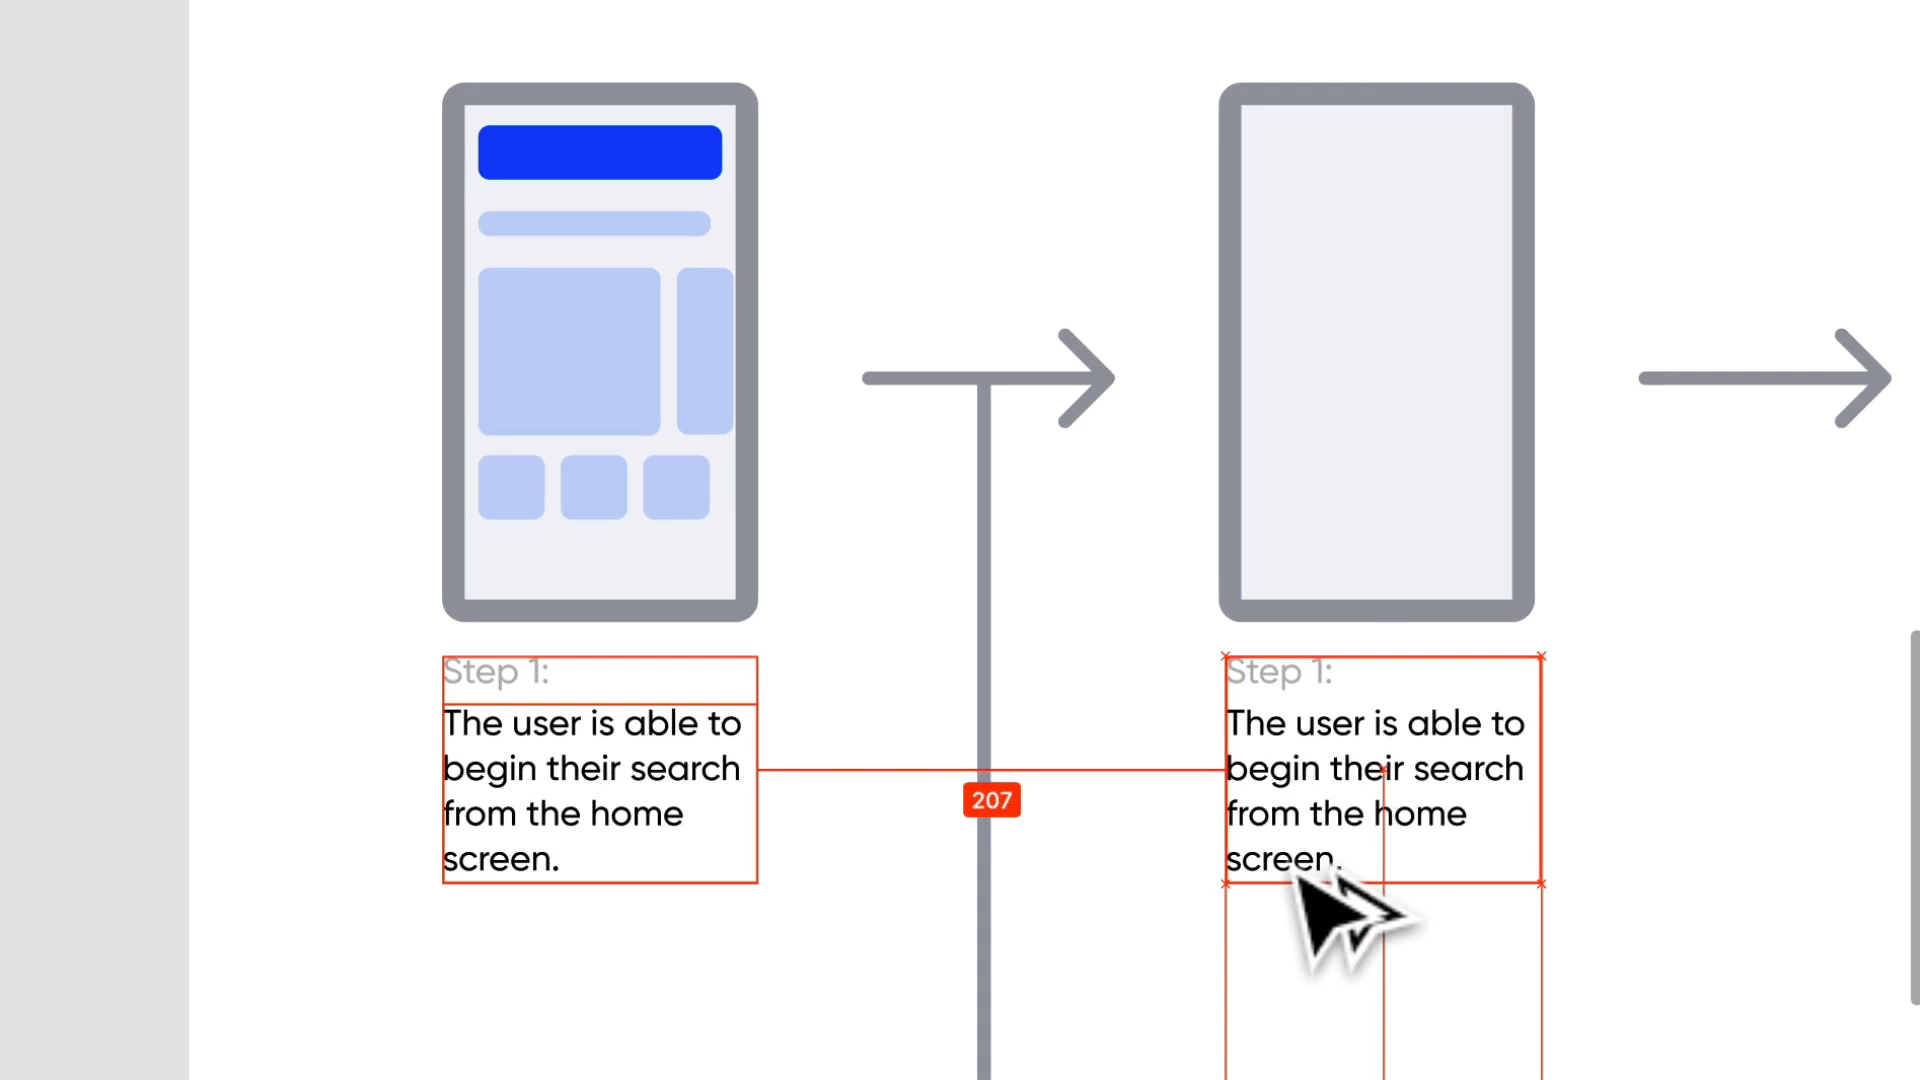 Step 1:
The user is able to
begin their search
from the home
screen.
207
Step 1:
The user is able to
begin their search
from the home
screen.